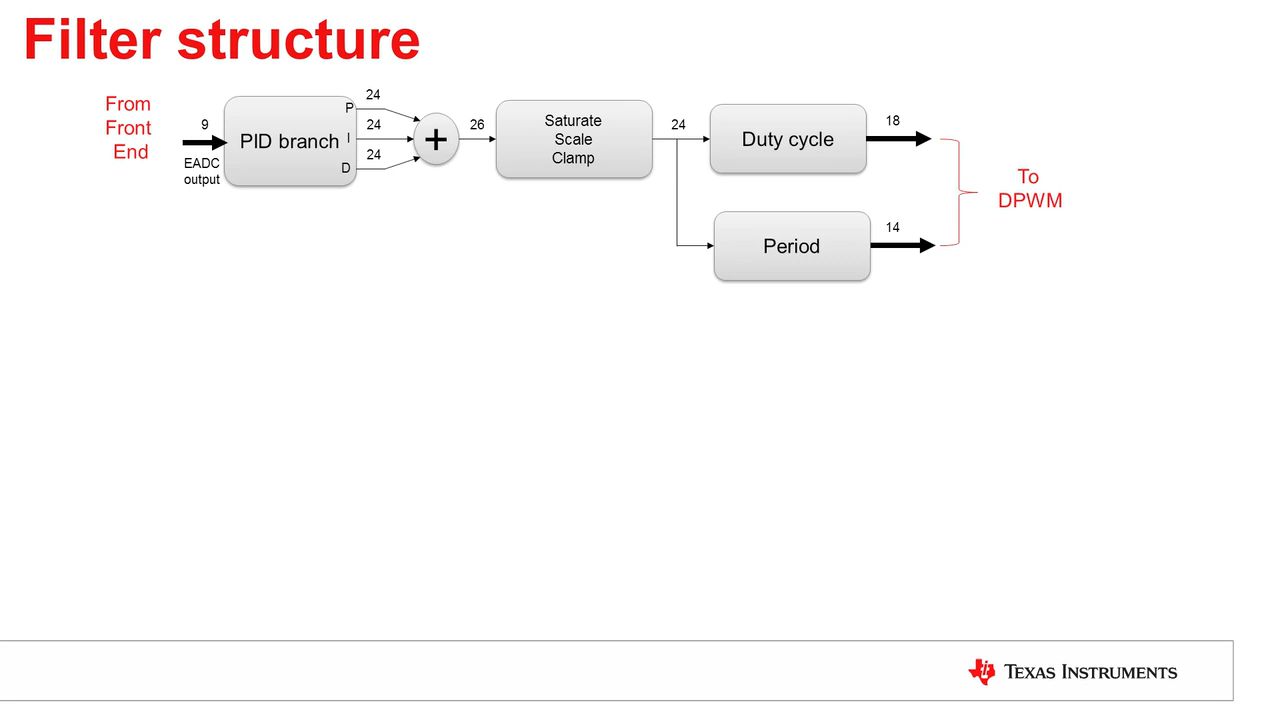 Filter structure
From
Front
End
9
EADC
output
PID branch
P
I
D
24
24
24
+
26
Saturate
Scale
Clamp
24
Duty cycle
18
Period
14
To
DPWM
TEXAS INSTRUMENTS